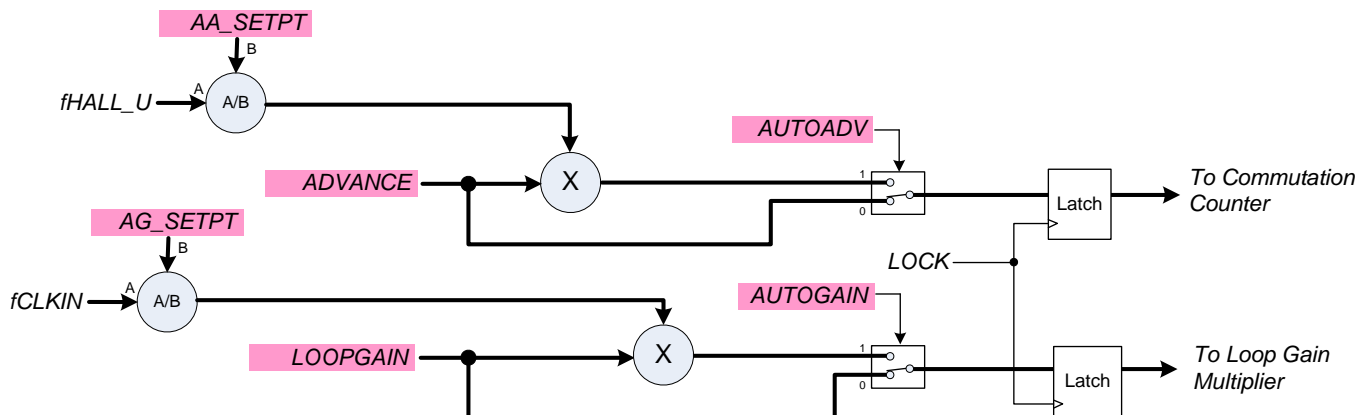 AA_SETPT
B
A
fHALL_U
A/B
AUTOADV
ADVANCE
X
1
0
Latch
To Commutation
Counter
AG_SETPT
B
LOCK
A
fCLKIN
A/B
AUTOGAIN
LOOPGAIN
X
1
0
Latch
To Loop Gain
Multiplier